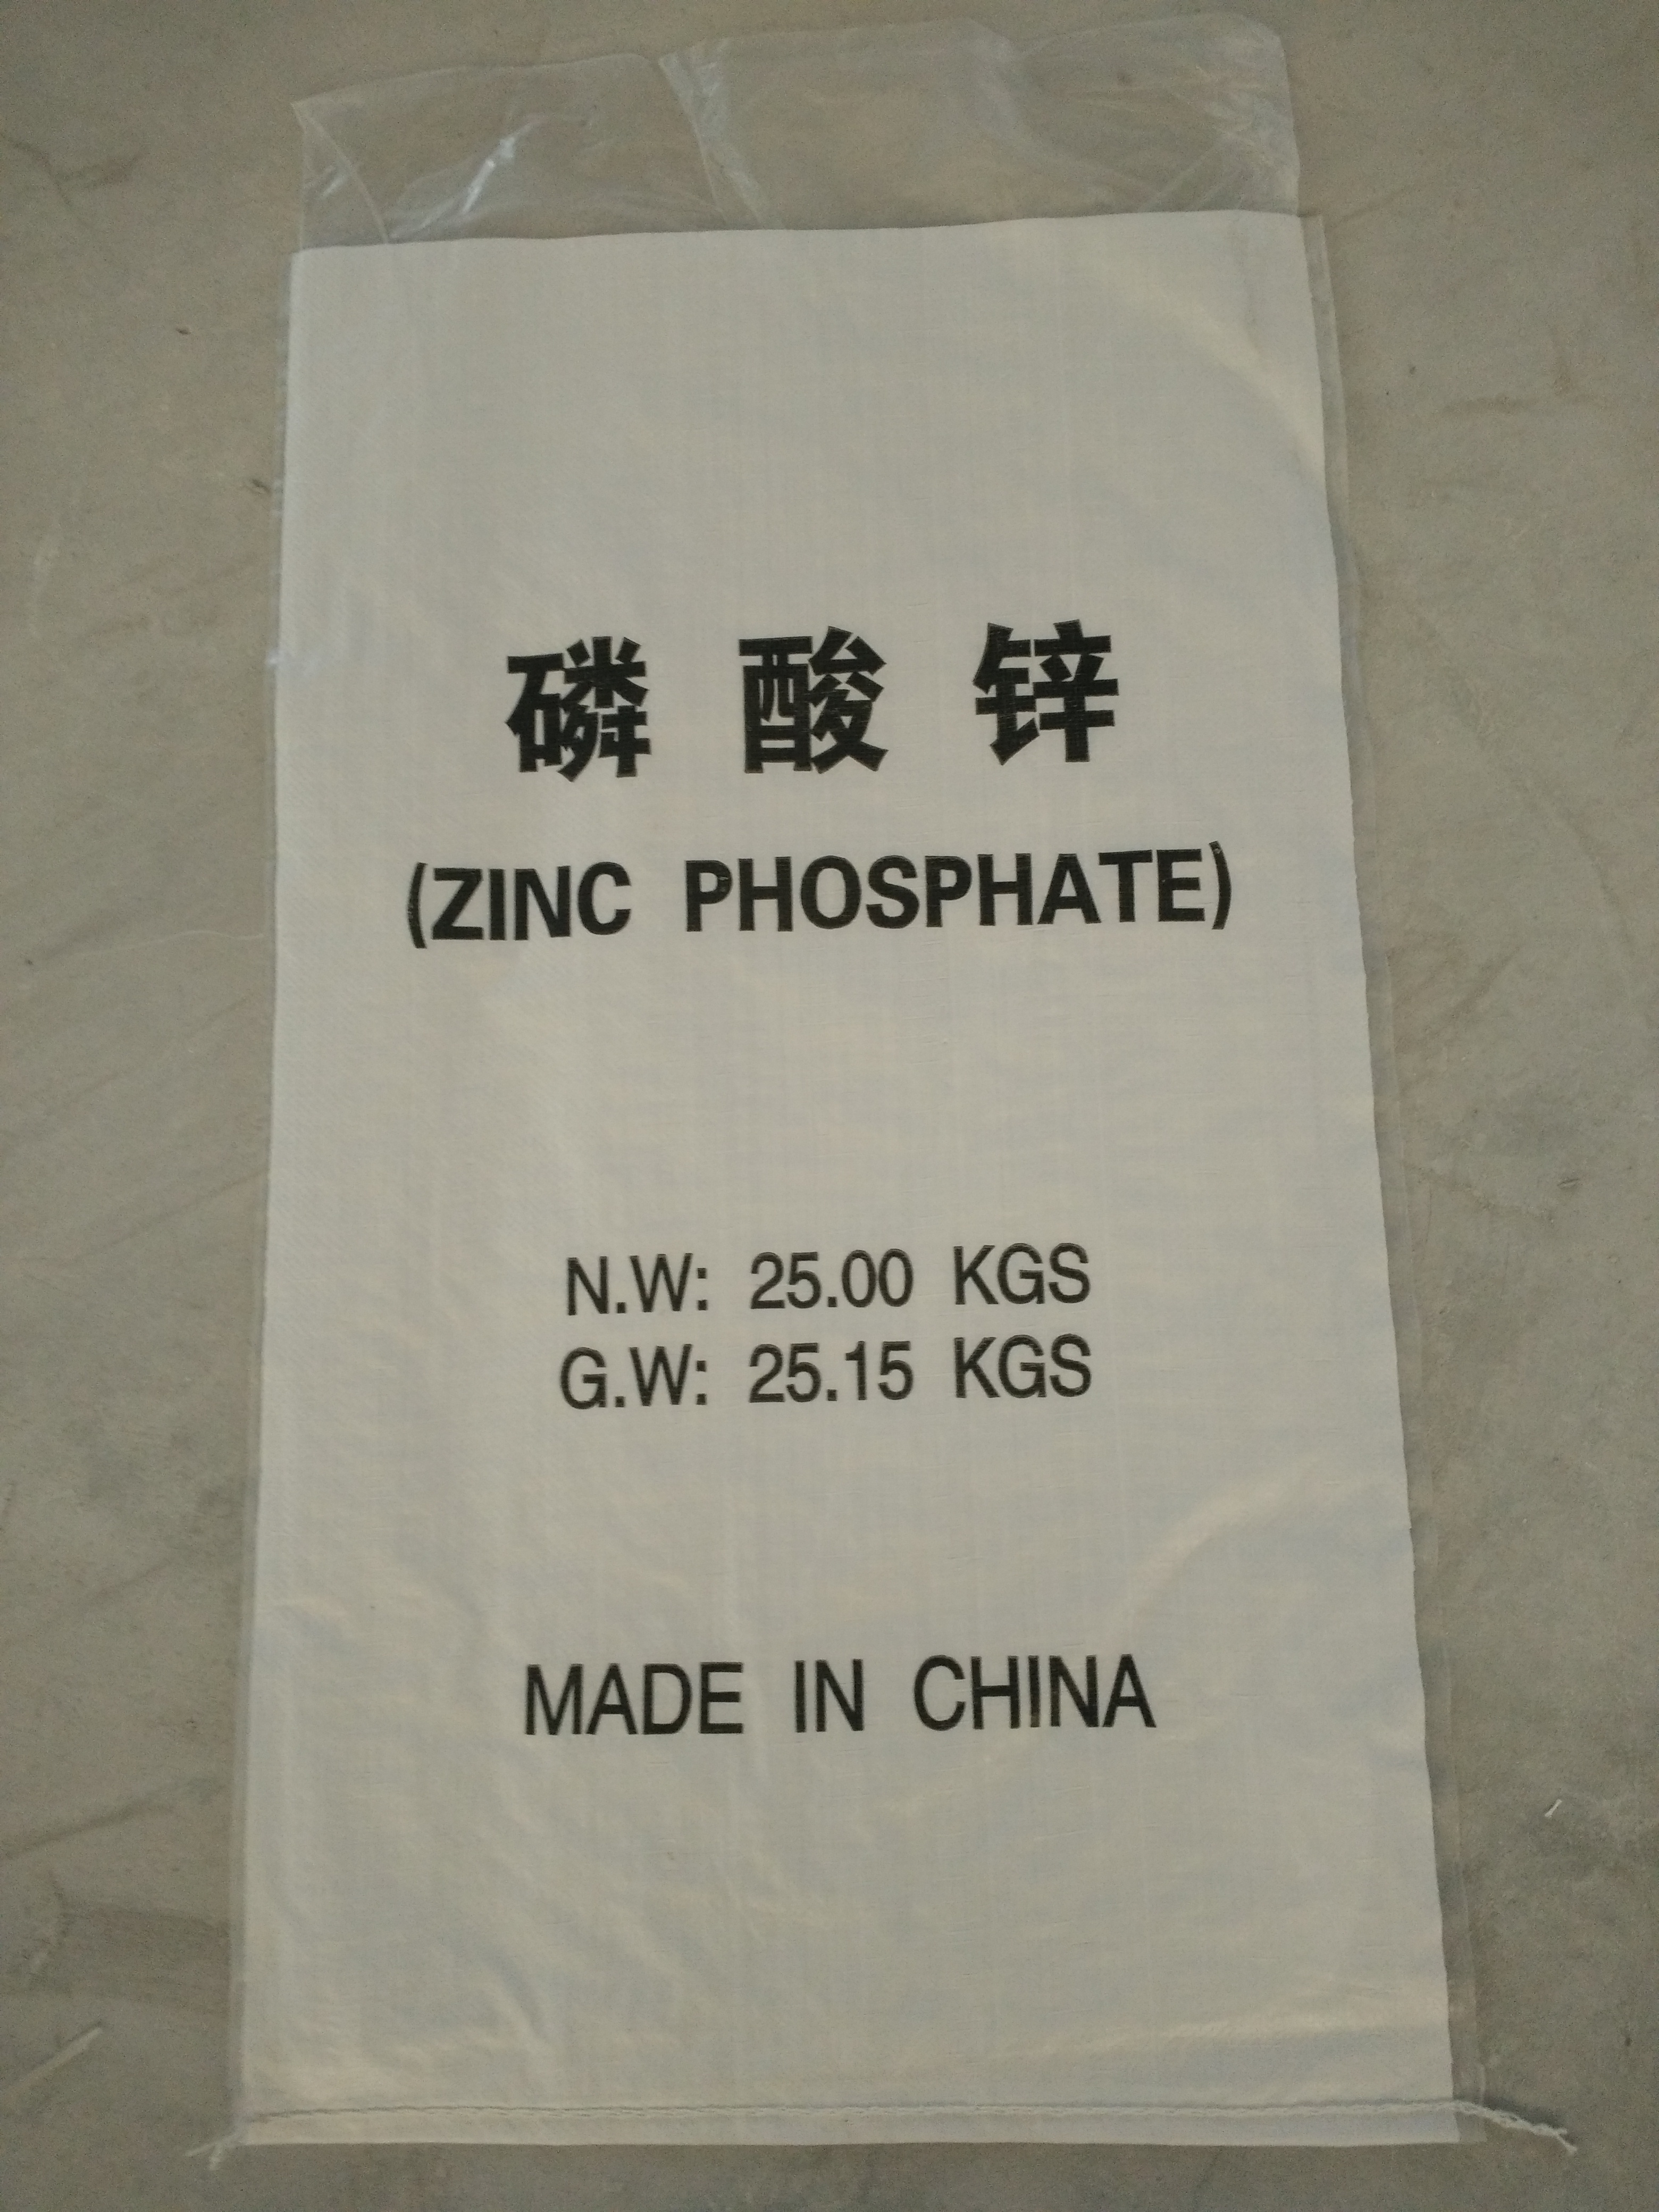 磷酸锌
(ZINC PHOSPHATE)
N.W: 25.00 KGS
G.W: 25.15 KGS
MADE IN CHINA